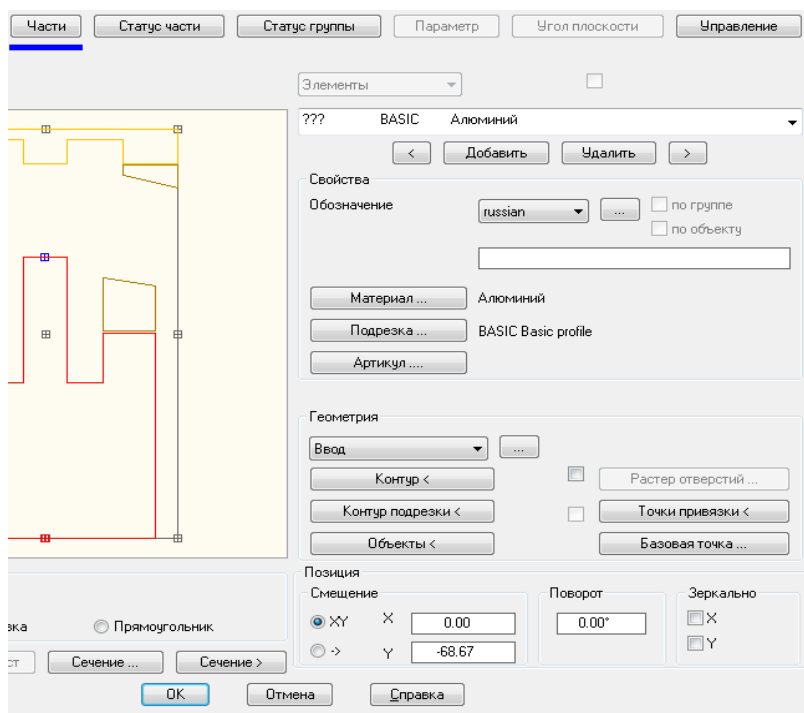 Части Статус части Статус группы Параметр Угол плоскости Управление
Элементы
??? BASIC Алюминий
< Добавить Удалить >
Свойства
Обозначение russian ... по группе
по объекту
Материал ... Алюминий
Подрезка ... BASIC Basic profile
Артикул ....
Геометрия
Ввод ...
Контур < Растер отверстий ...
Контур подрезки < Точки привязки <
Объекты < Базовая точка ...
Позиция
Смещение Поворот Зеркально
XY X 0.00 0.00° X
-> Y -68.67 Y
Прямоугольник
Сечение ... Сечение >
OK Отмена Справка